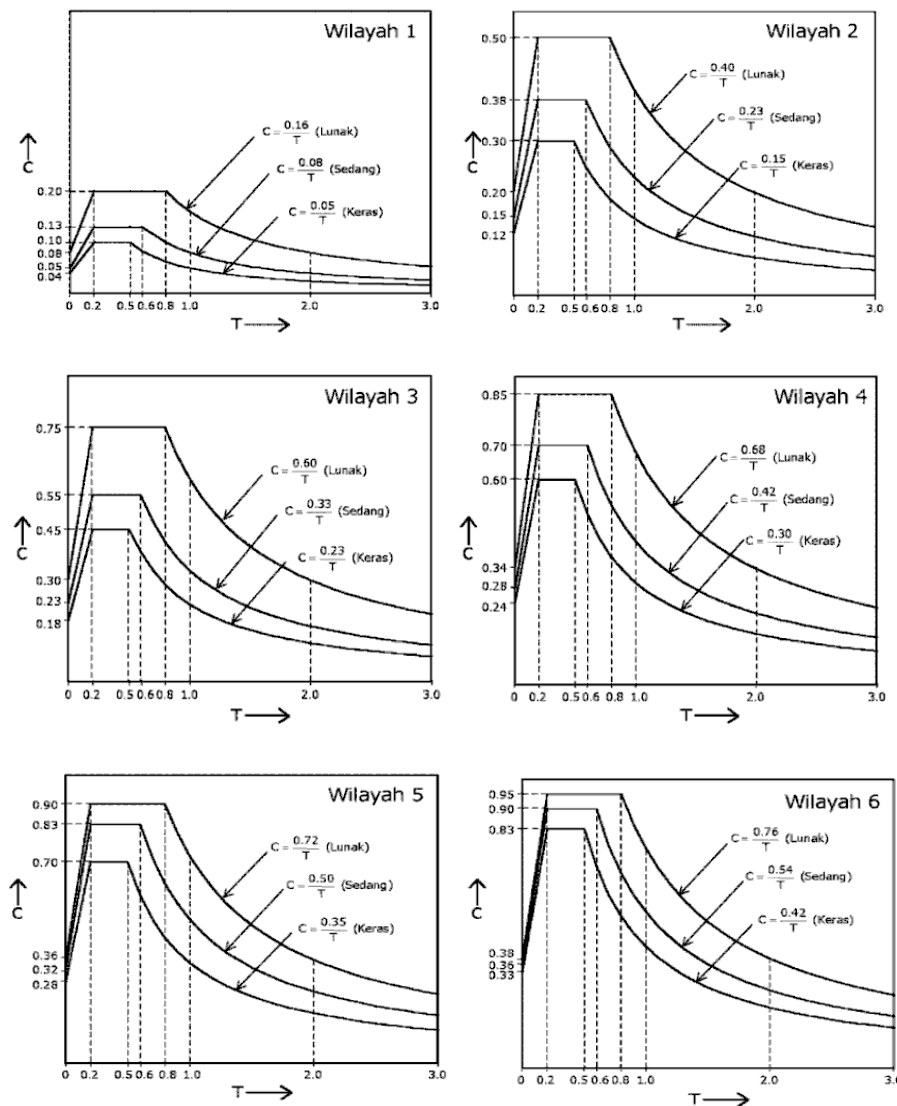 Wilayah 1
C = 0.16/T (Lunak)
C = 0.08/T (Sedang)
C = 0.05/T (Keras)
C
0.20
0.13
0.10
0.08
0.05
0.04
0 0.2 0.5 0.6 0.8 1.0 2.0 3.0
T
Wilayah 2
0.50
C = 0.40/T (Lunak)
0.38
C = 0.23/T (Sedang)
0.30
C = 0.15/T (Keras)
C
0.20
0.15
0.12
0 0.2 0.5 0.6 0.8 1.0 2.0 3.0
T
Wilayah 3
0.75
C = 0.60/T (Lunak)
0.55
C = 0.33/T (Sedang)
0.45
C = 0.23/T (Keras)
C
0.30
0.23
0.18
0 0.2 0.5 0.6 0.8 1.0 2.0 3.0
T
Wilayah 4
0.85
C = 0.68/T (Lunak)
0.70
C = 0.42/T (Sedang)
0.60
C = 0.30/T (Keras)
C
0.34
0.28
0.24
0 0.2 0.5 0.6 0.8 1.0 2.0 3.0
T
Wilayah 5
0.90
0.83
C = 0.72/T (Lunak)
0.70
C = 0.50/T (Sedang)
C = 0.35/T (Keras)
C
0.36
0.32
0.28
0 0.2 0.5 0.6 0.8 1.0 2.0 3.0
T
Wilayah 6
0.95
0.90
0.83
C = 0.76/T (Lunak)
C = 0.54/T (Sedang)
C = 0.42/T (Keras)
C
0.38
0.36
0.33
0 0.2 0.5 0.6 0.8 1.0 2.0 3.0
T